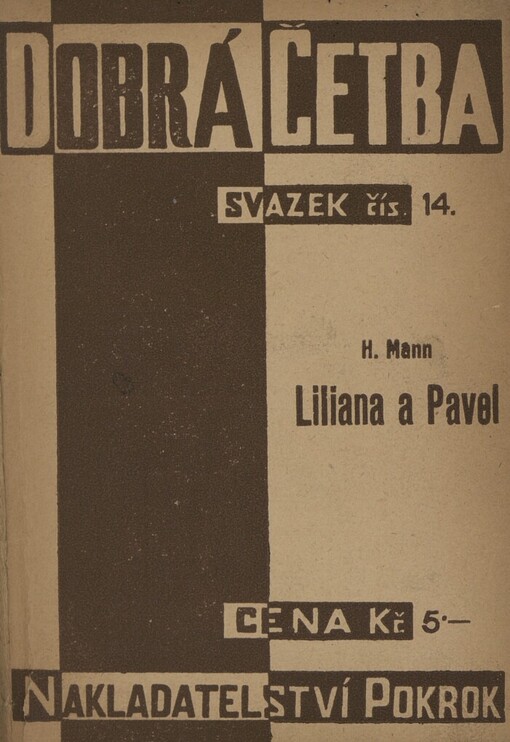 DOBRÁ ČETBA
SVAZEK čís. 14.
H. Mann
Liliana a Pavel
CENA Kč 5·—
NAKLADATELSTVÍ POKROK